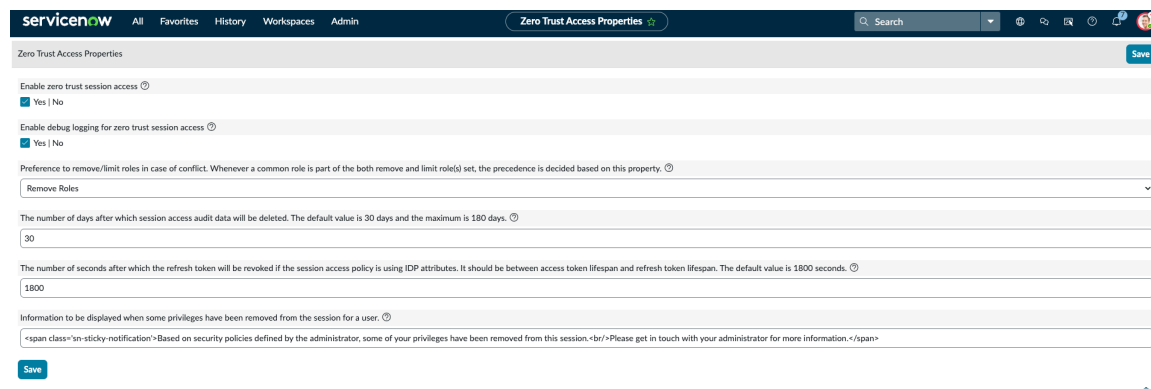 servicenow All Favorites History Workspaces Admin Zero Trust Access Properties Search 7
Zero Trust Access Properties Save
Enable zero trust session access
Yes | No
Enable debug logging for zero trust session access
Yes | No
Preference to remove/limit roles in case of conflict. Whenever a common role is part of the both remove and limit role(s) set, the precedence is decided based on this property.
Remove Roles
The number of days after which session access audit data will be deleted. The default value is 30 days and the maximum is 180 days.
30
The number of seconds after which the refresh token will be revoked if the session access policy is using IDP attributes. It should be between access token lifespan and refresh token lifespan. The default value is 1800 seconds.
1800
Information to be displayed when some privileges have been removed from the session for a user.
<span class='sn-sticky-notification'>Based on security policies defined by the administrator, some of your privileges have been removed from this session.<br/>Please get in touch with your administrator for more information.</span>
Save